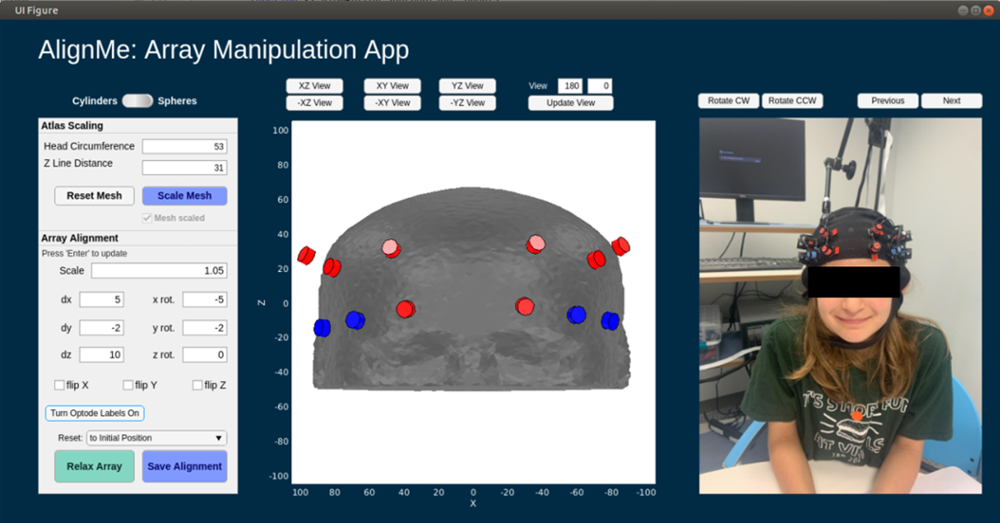 UI Figure
AlignMe: Array Manipulation App
Cylinders Spheres
Atlas Scaling
Head Circumference 53
Z Line Distance 31
Reset Mesh Scale Mesh
Mesh scaled
Array Alignment
Press 'Enter' to update
Scale 1.05
dx 5 x rot. -5
dy -2 y rot. -2
dz 10 z rot. 0
flip X flip Y flip Z
Turn Optode Labels On
Reset: to Initial Position
Relax Array Save Alignment
XZ View XY View YZ View View 180 0
-XZ View -XY View -YZ View Update View
100
80
60
40
20
0
-20
-40
-60
-80
-100
Z
100 80 60 40 20 0 -20 -40 -60 -80 -100
X
Rotate CW Rotate CCW Previous Next